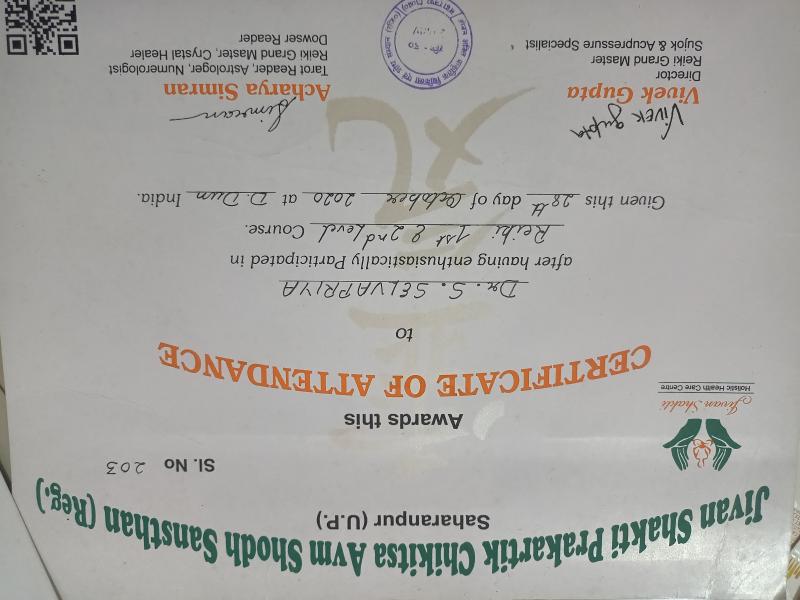 Jivan Shakti Prakartik Chikitsa Avm Shodh Sansthan (Reg.)
Saharanpur (U.P.)
Sl. No 203
Jivan Shakti
Holistic Health Care Centre
Awards this
CERTIFICATE OF ATTENDANCE
to
Dr. S. SELVAPRIYA
after having enthusiastically Participated in
Reiki 1st & 2nd Level Course.
Given this 28th day of October 2020 at D. Dun India.
Vivek Gupta
Vivek Gupta
Director
Reiki Grand Master
Sujok & Acupressure Specialist
Simran
Acharya Simran
Tarot Reader, Astrologer, Numerologist
Reiki Grand Master, Crystal Healer
Dowser Reader